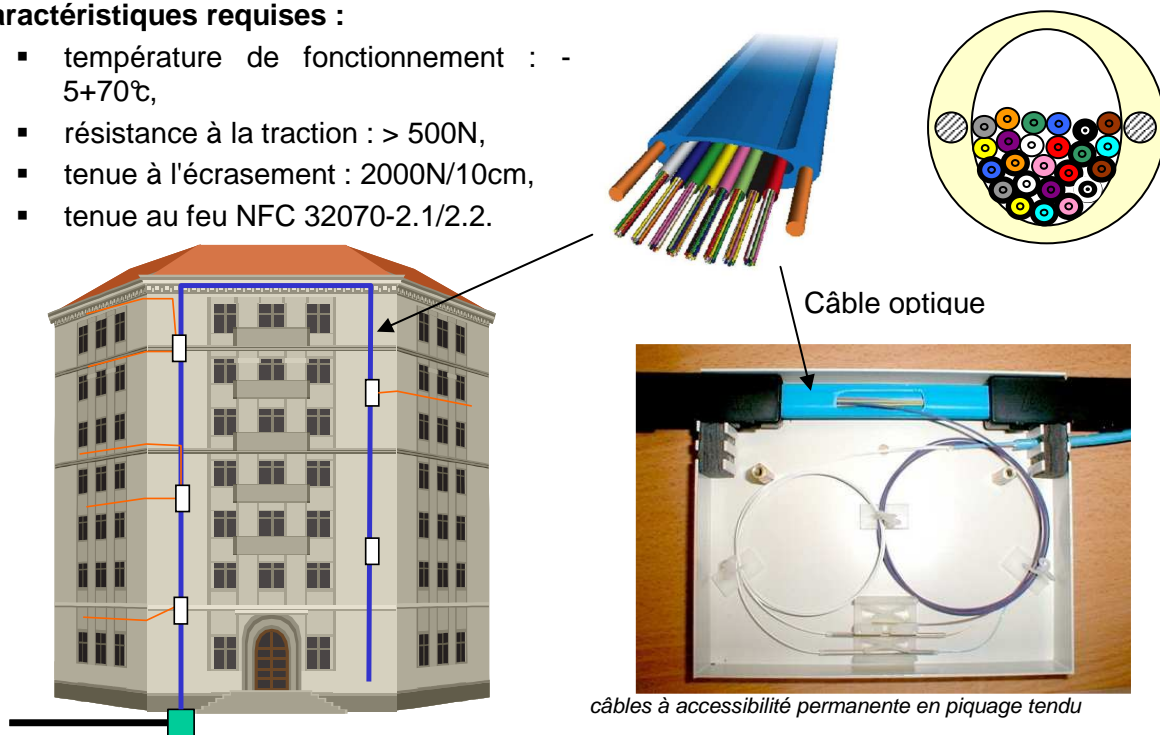 aractéristiques requises :
▪ température de fonctionnement : -
5+70°c,
▪ résistance à la traction : > 500N,
▪ tenue à l'écrasement : 2000N/10cm,
▪ tenue au feu NFC 32070-2.1/2.2.
Câble optique
câbles à accessibilité permanente en piquage tendu